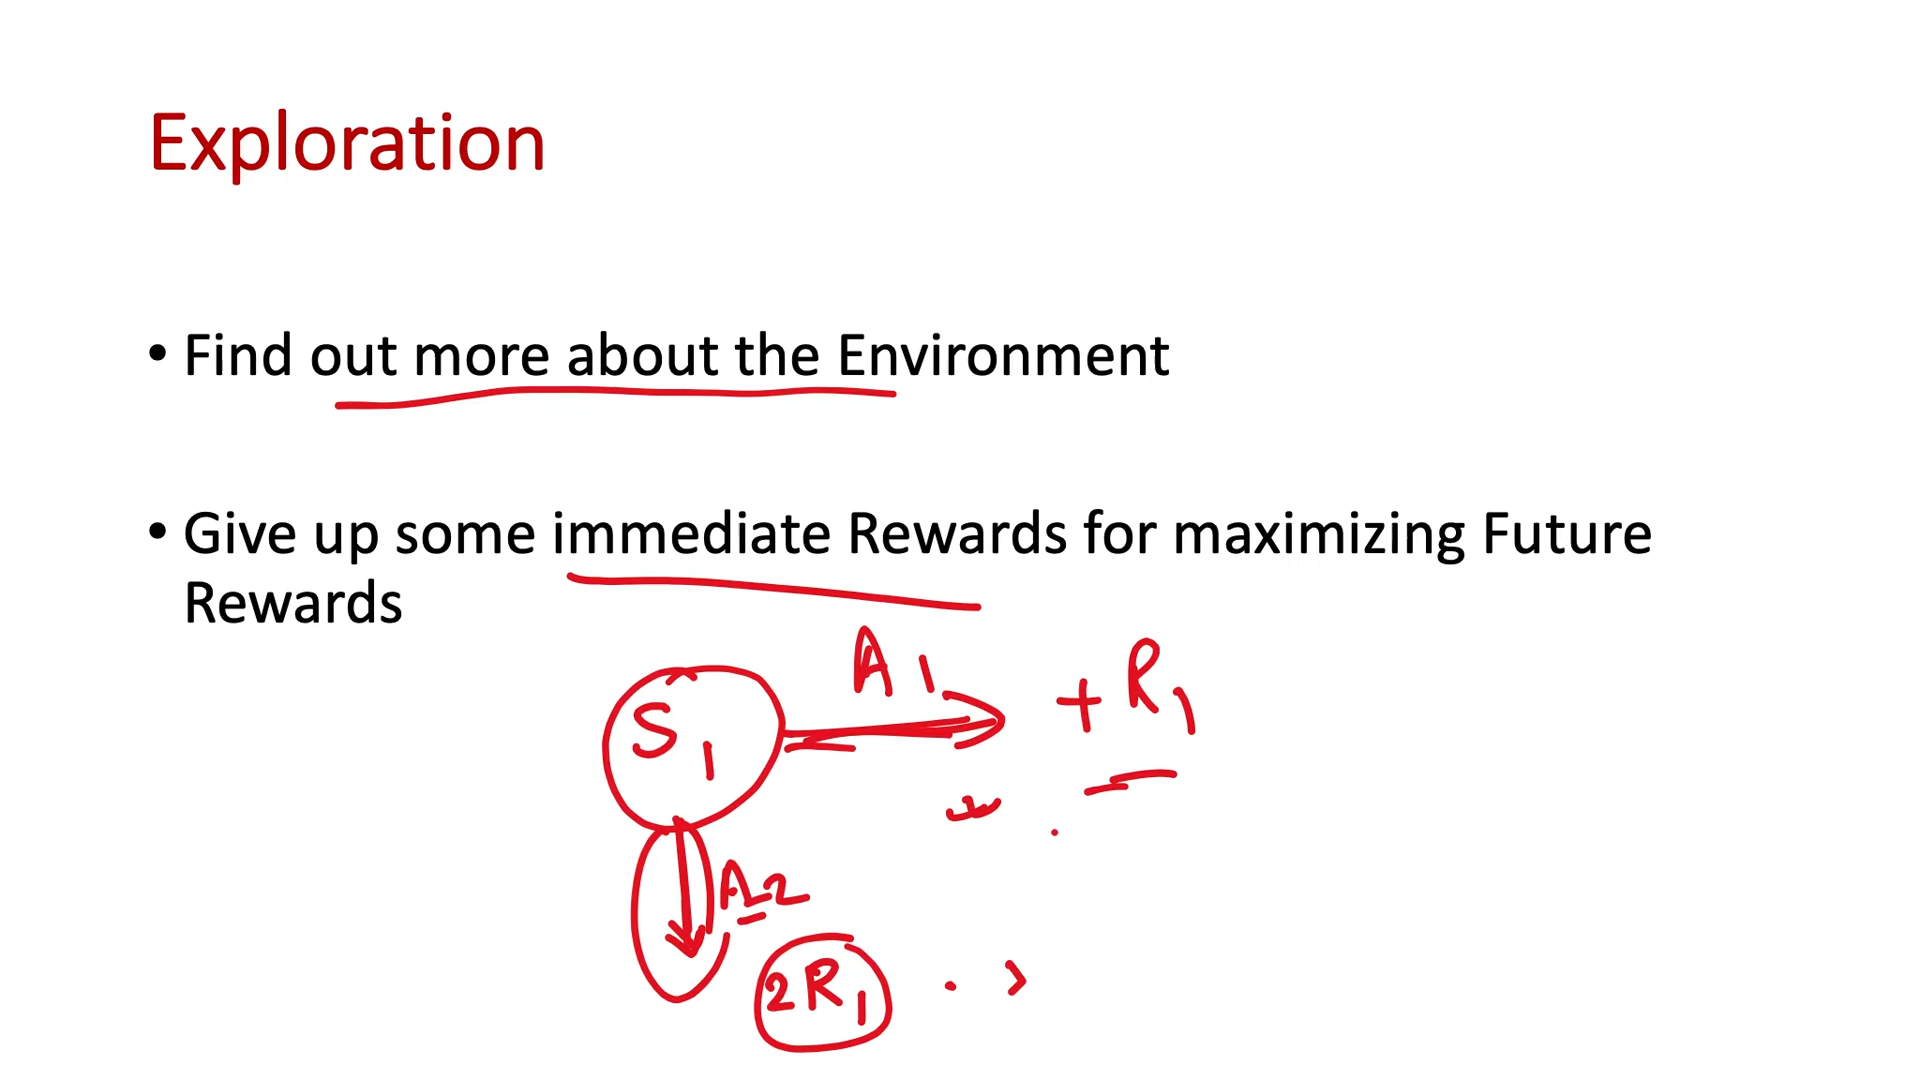 Exploration
• Find out more about the Environment
• Give up some immediate Rewards for maximizing Future
Rewards
A1
+ R1
S1
A2
2R1